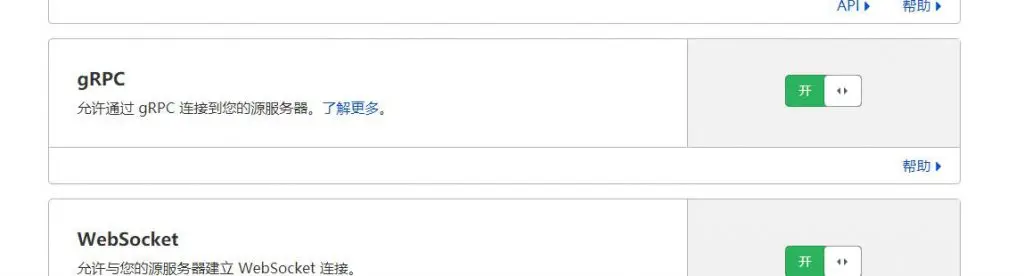 API 帮助
gRPC
允许通过 gRPC 连接到您的源服务器。了解更多。
开
帮助
WebSocket
允许与您的源服务器建立 WebSocket 连接。
开